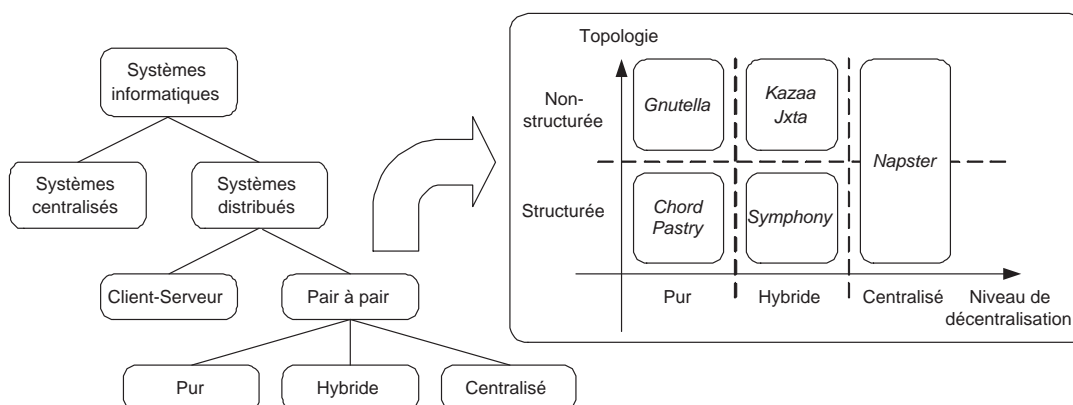 Systèmes
informatiques
Systèmes
centralisés
Systèmes
distribués
Client-Serveur
Pair à pair
Pur
Hybride
Centralisé
Topologie
Non-
structurée
Structurée
Gnutella
Kazaa
Jxta
Napster
Chord
Pastry
Symphony
Pur
Hybride
Centralisé
Niveau de
décentralisation